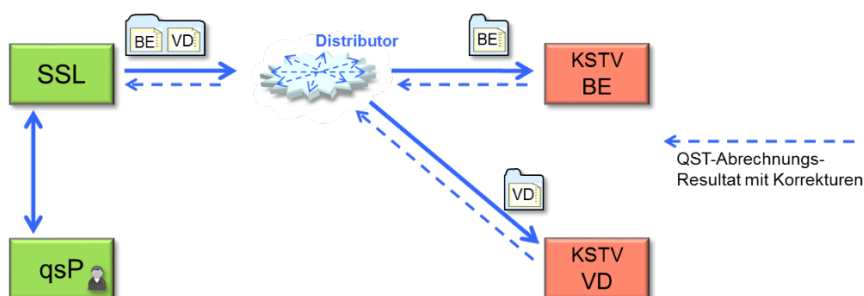 BE VD
Distributor
BE
SSL
KSTV
BE
QST-Abrechnungs-
Resultat mit Korrekturen
VD
qsP
KSTV
VD